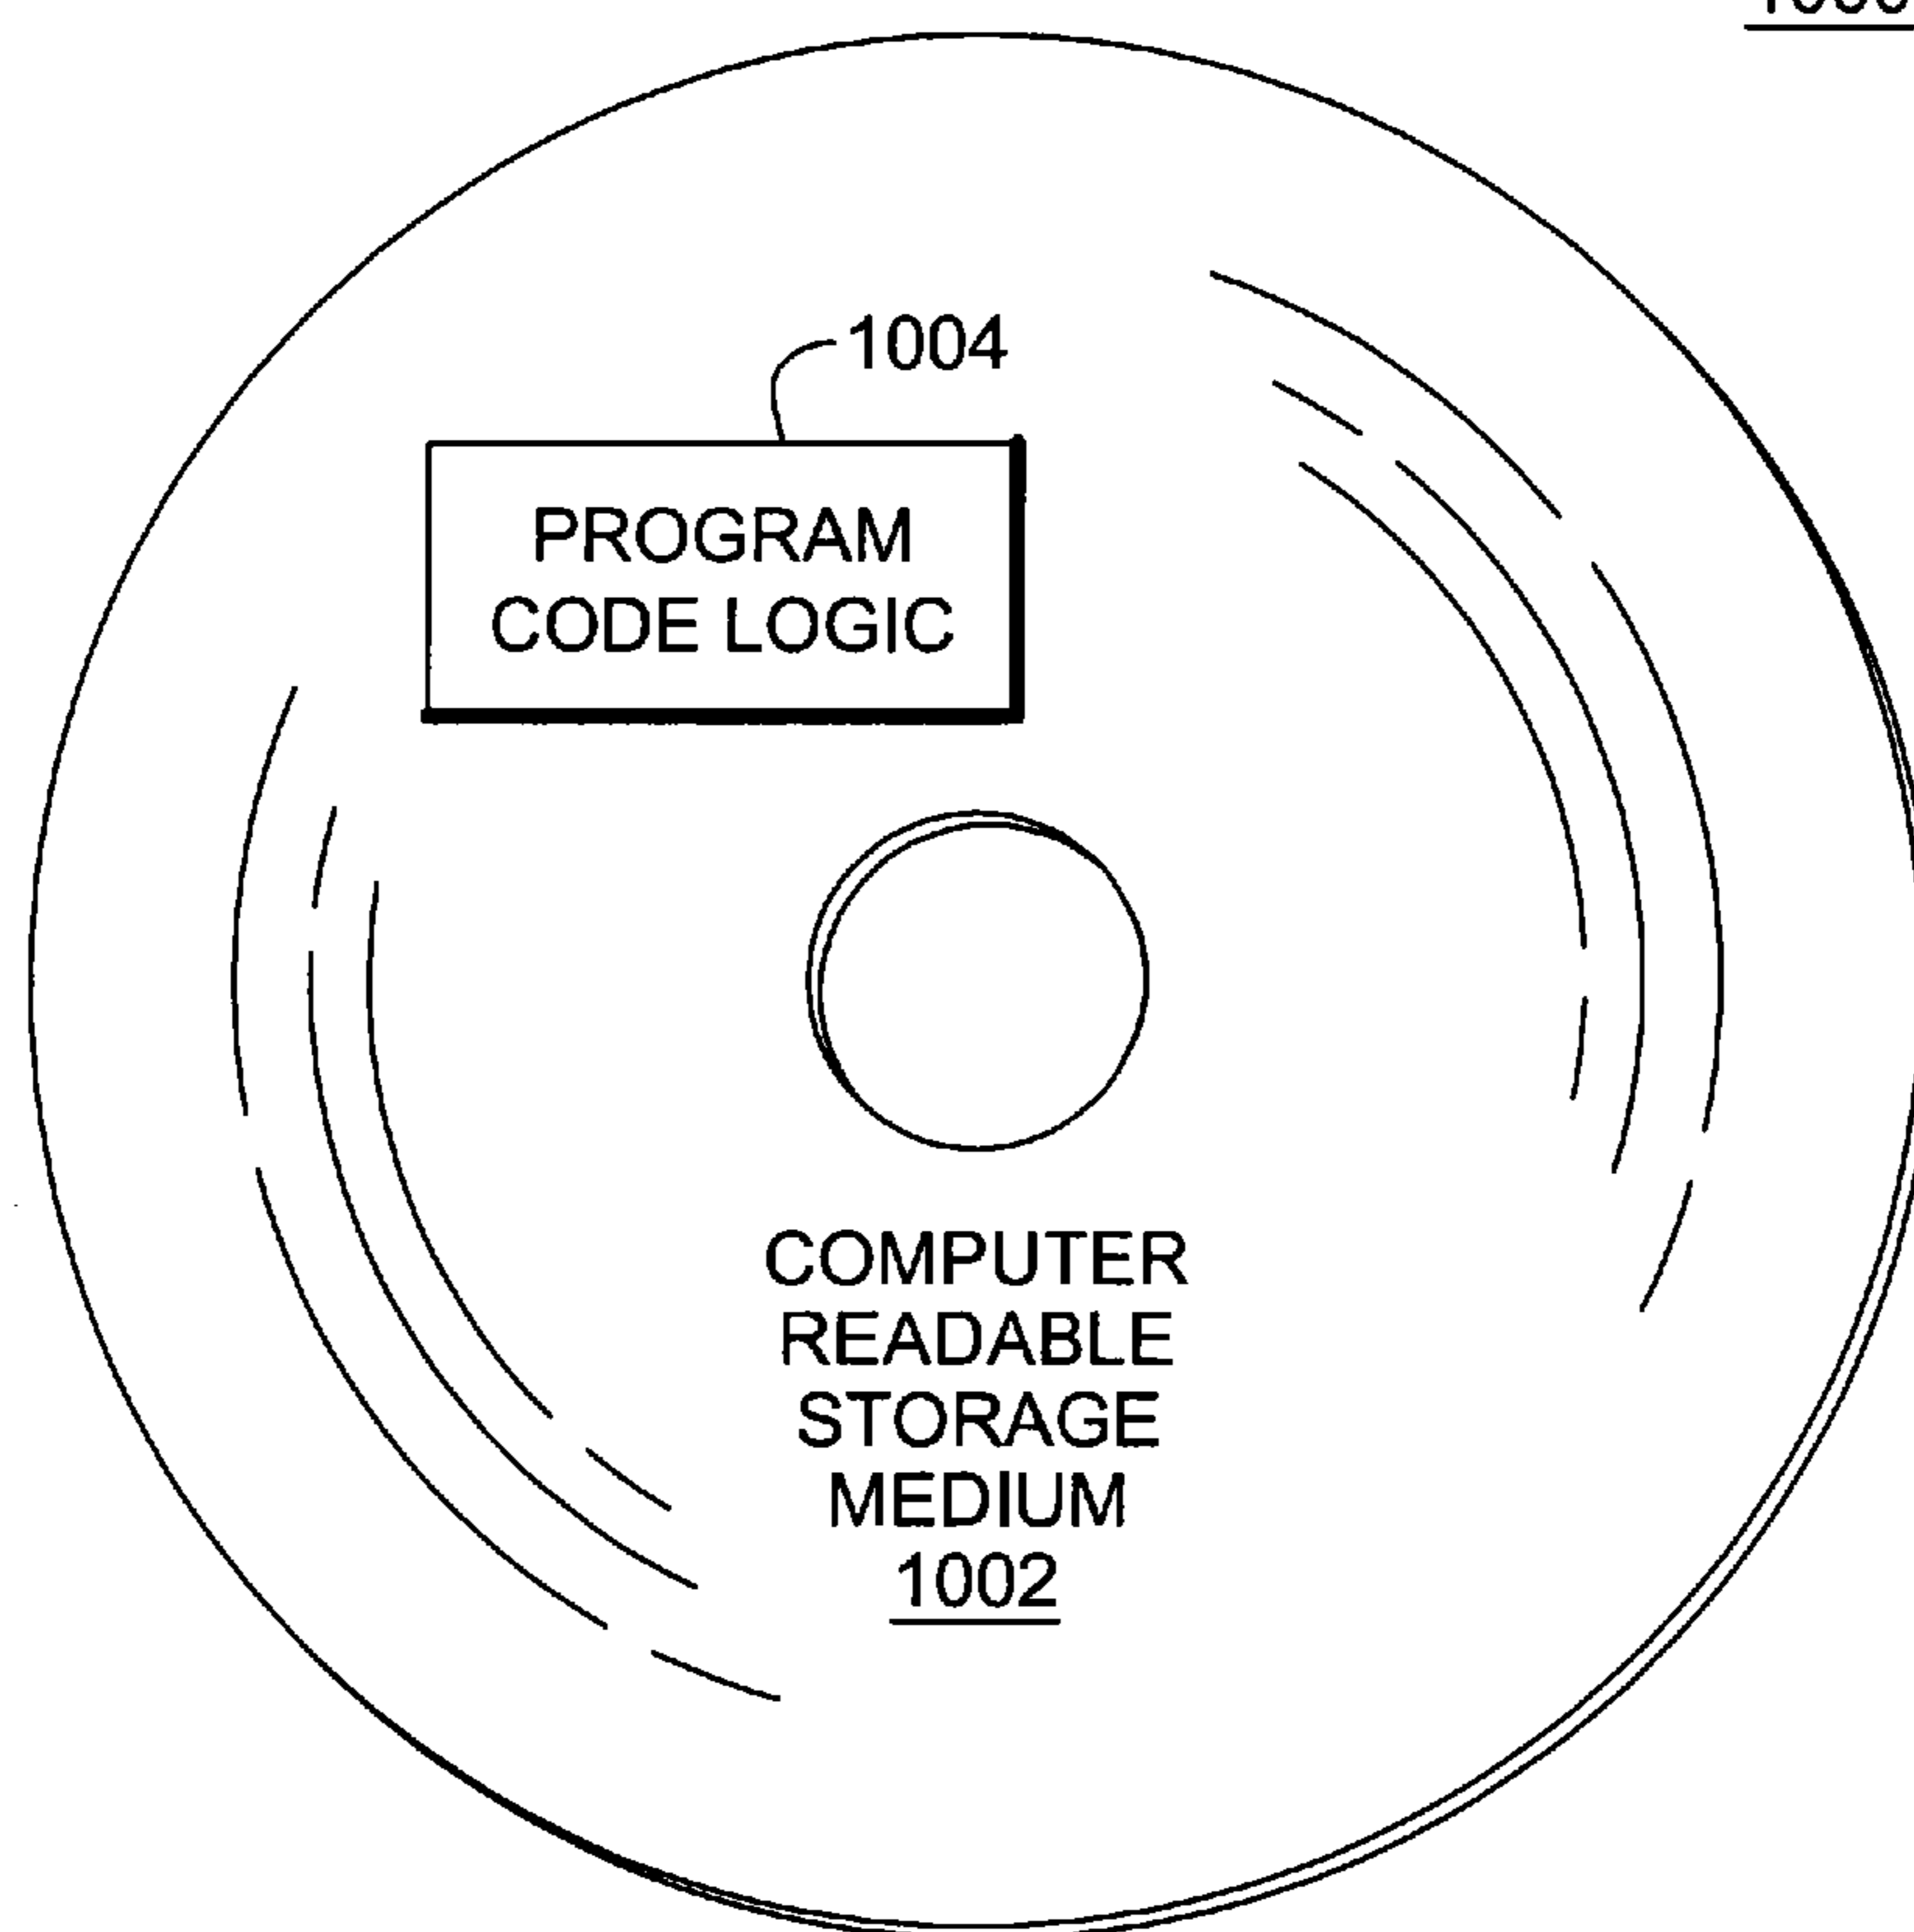 1004
PROGRAM
CODE LOGIC
COMPUTER
READABLE
STORAGE
MEDIUM
1002